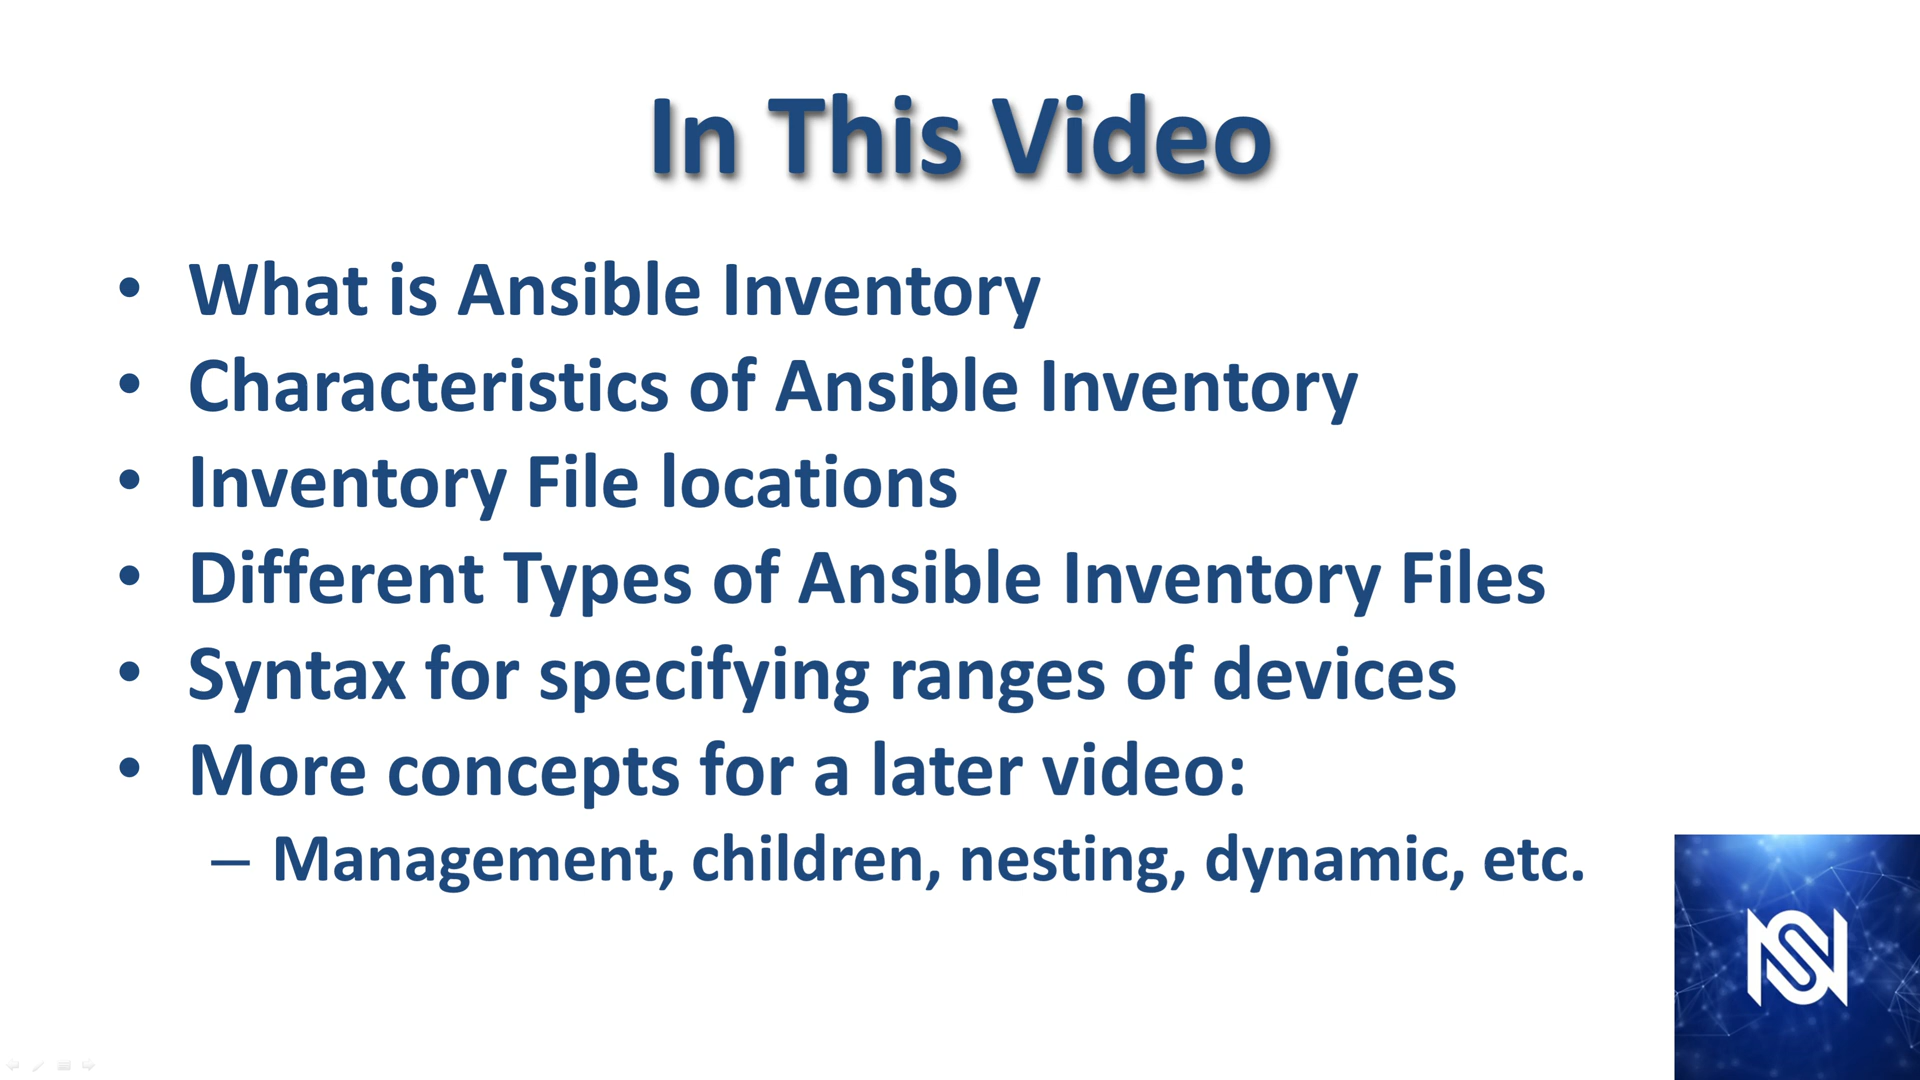 In This Video
• What is Ansible Inventory
• Characteristics of Ansible Inventory
• Inventory File locations
• Different Types of Ansible Inventory Files
• Syntax for specifying ranges of devices
• More concepts for a later video:
– Management, children, nesting, dynamic, etc.